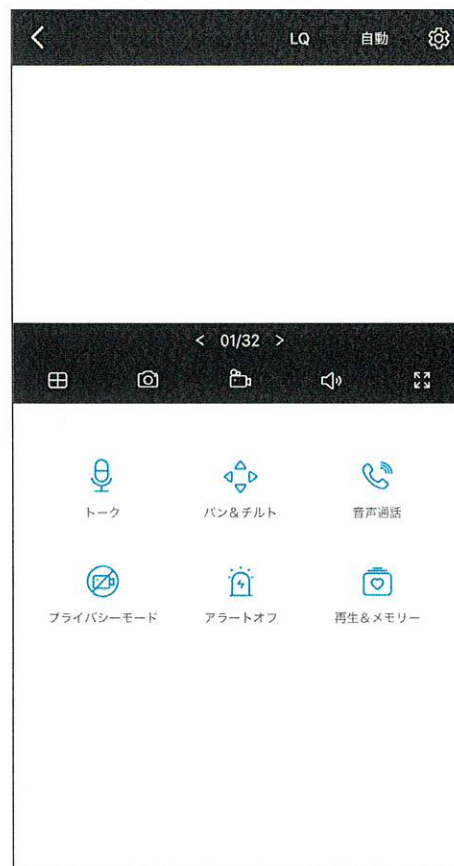 LQ 自動
< 01/32 >
トーク パン&チルト 音声通話
プライバシーモード アラートオフ 再生&メモリー